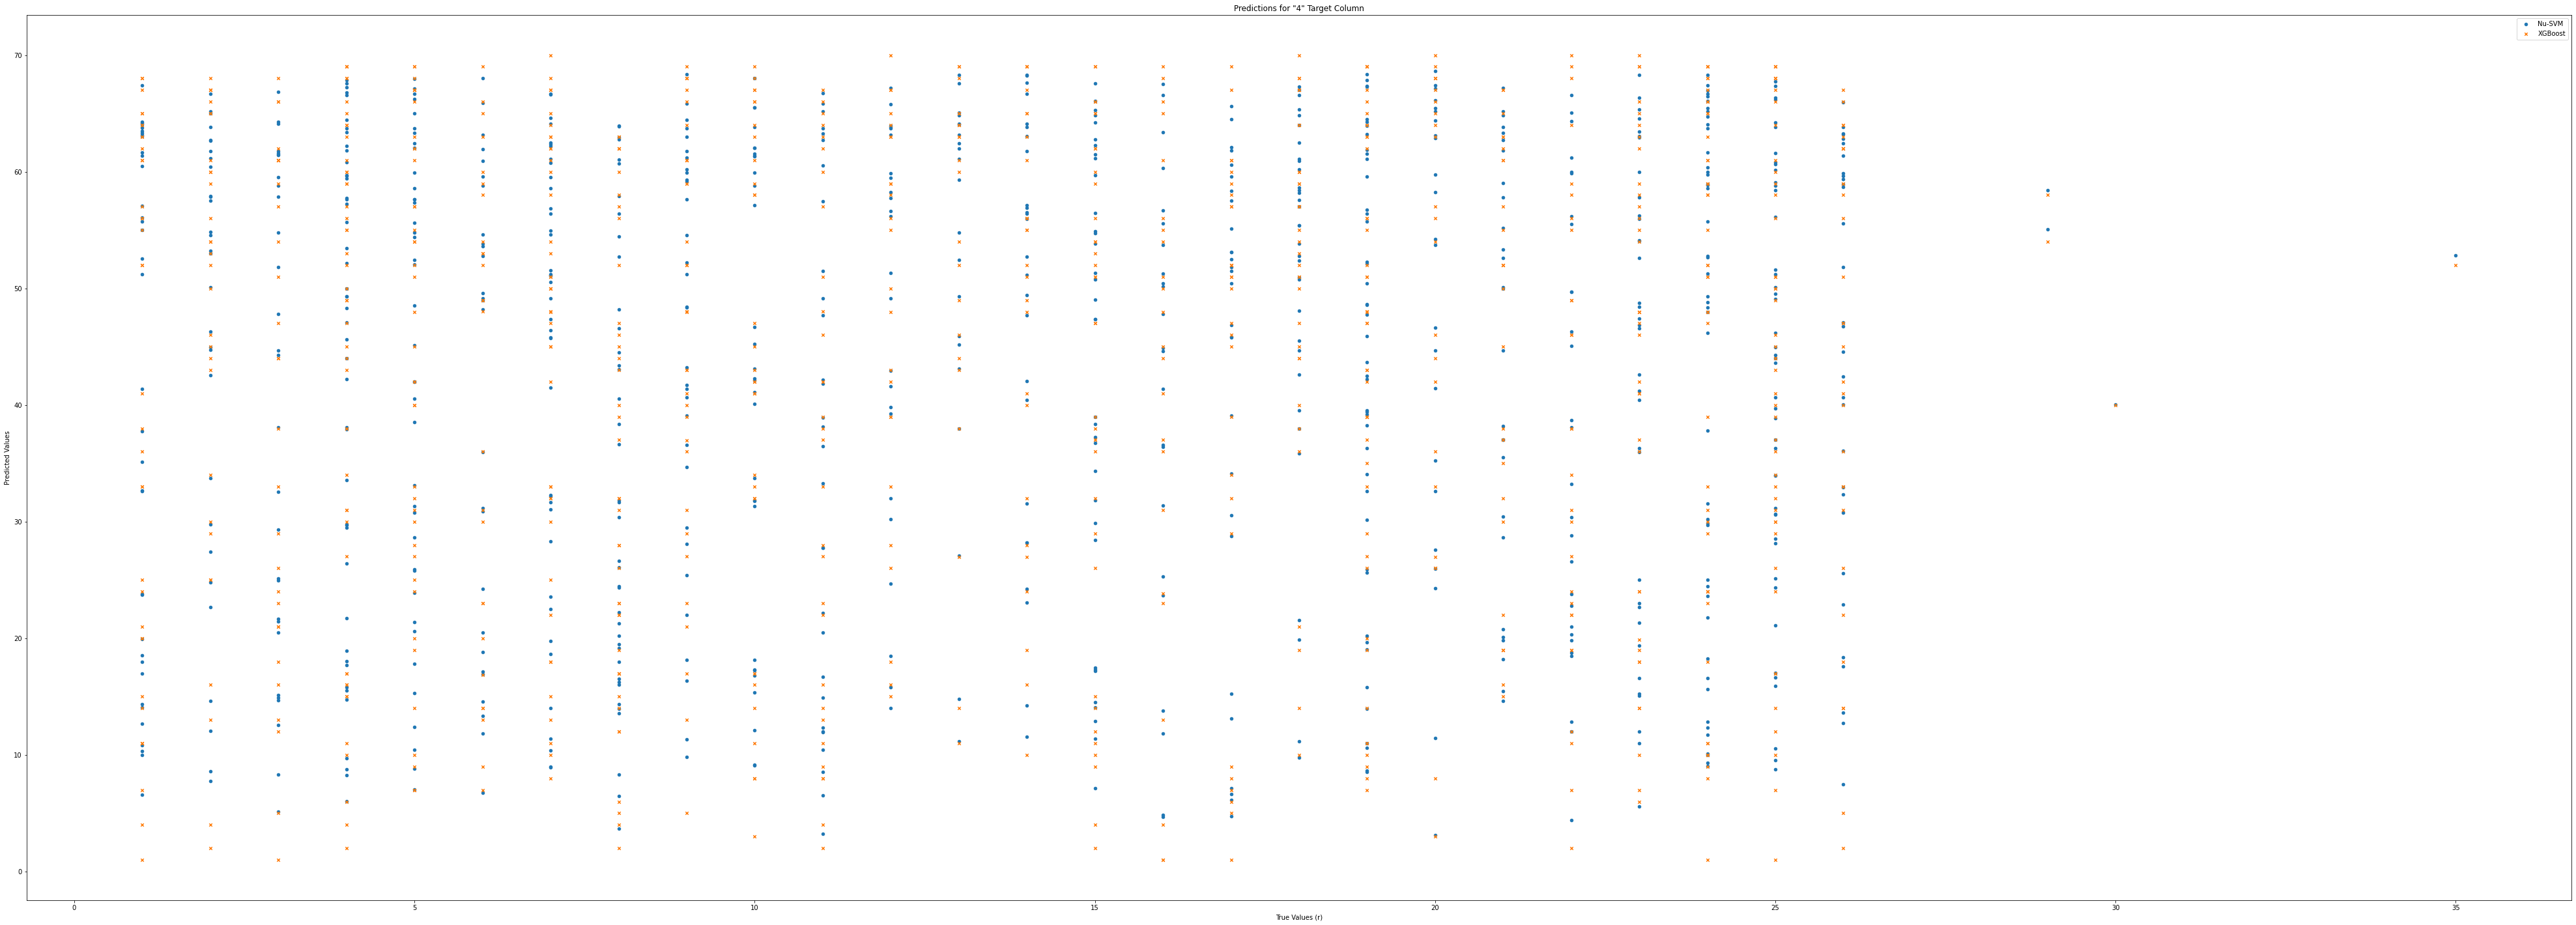 Predictions for "4" Target Column
Nu-SVM
XGBoost
70
60
50
40
30
20
10
0
Predicted Values
0 5 10 15 20 25 30 35
True Values (r)